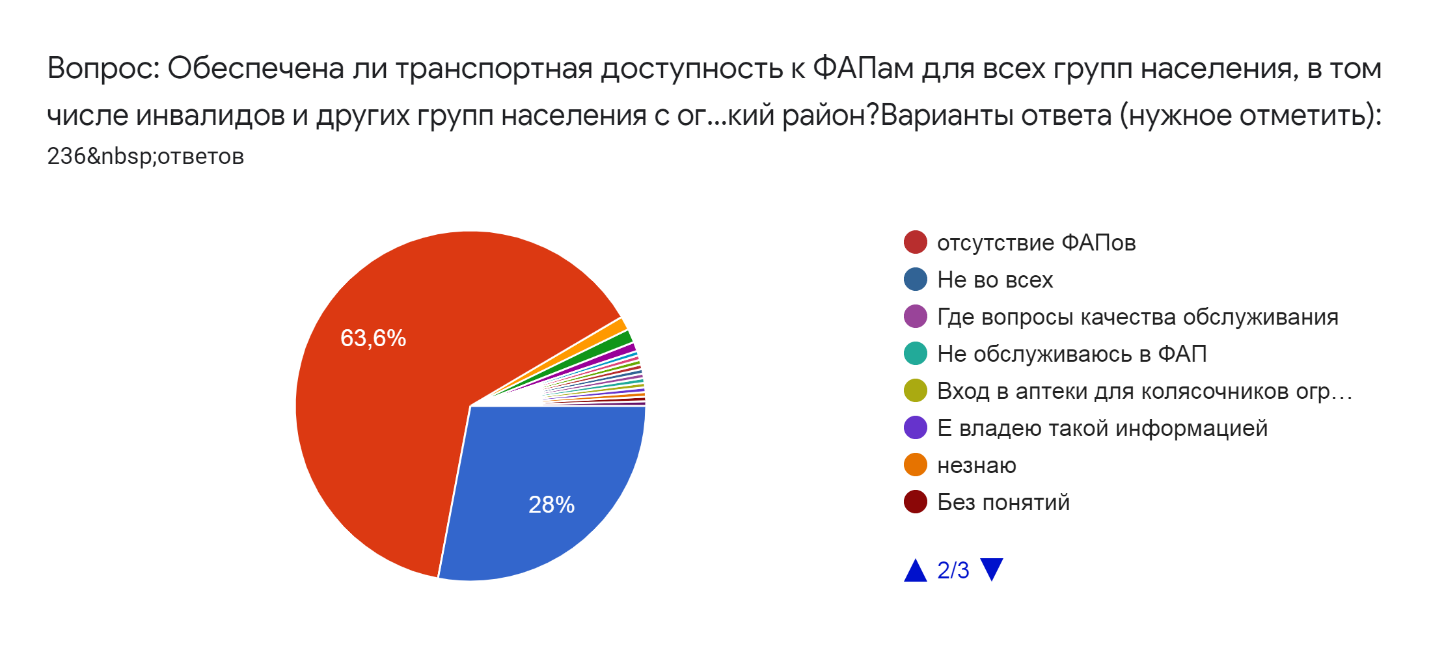 Вопрос: Обеспечена ли транспортная доступность к ФАПам для всех групп населения, в том
числе инвалидов и других групп населения с ог...кий район?Варианты ответа (нужное отметить):
236&nbsp;ответов
63,6%
28%
отсутствие ФАПов
Не во всех
Где вопросы качества обслуживания
Не обслуживаюсь в ФАП
Вход в аптеки для колясочников огр...
Е владею такой информацией
незнаю
Без понятий
2/3